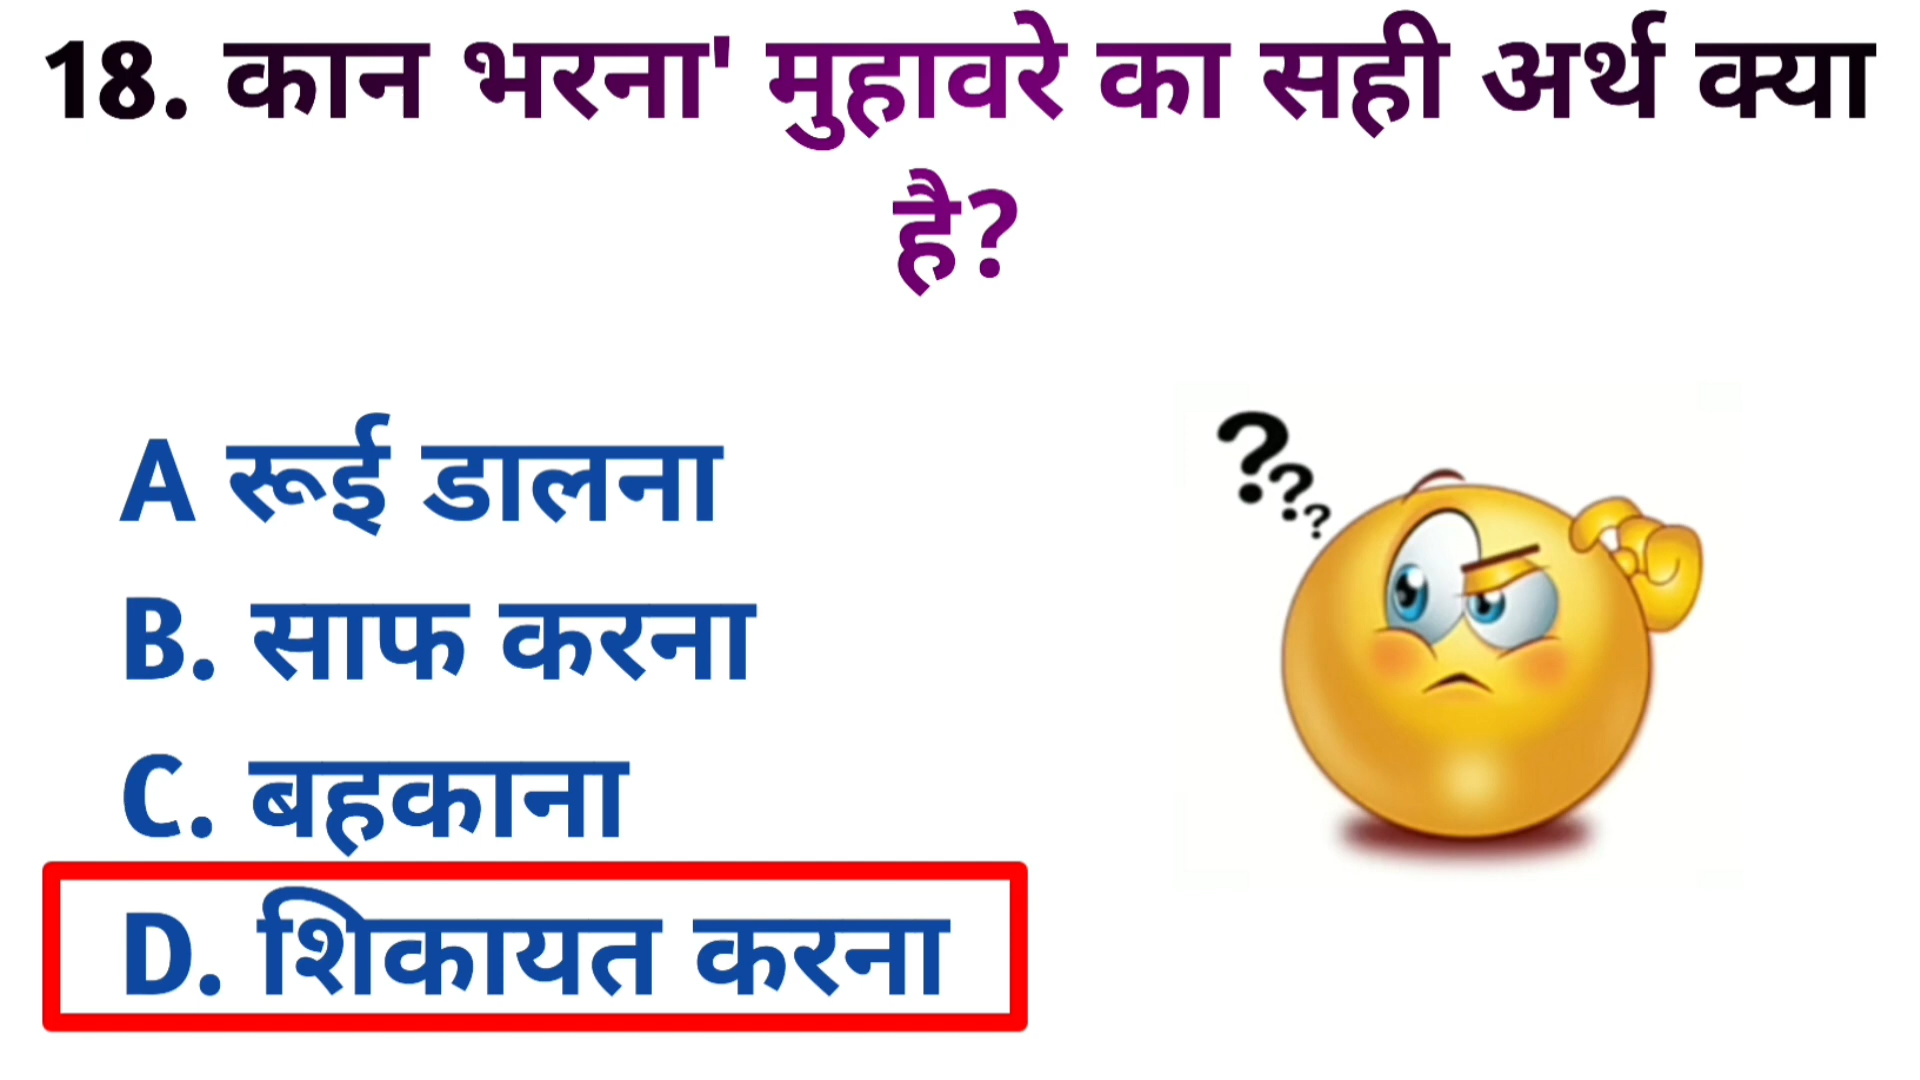 18. कान भरना' मुहावरे का सही अर्थ क्या
है?
???
A रूई डालना
B. साफ करना
C. बहकाना
D. शिकायत करना